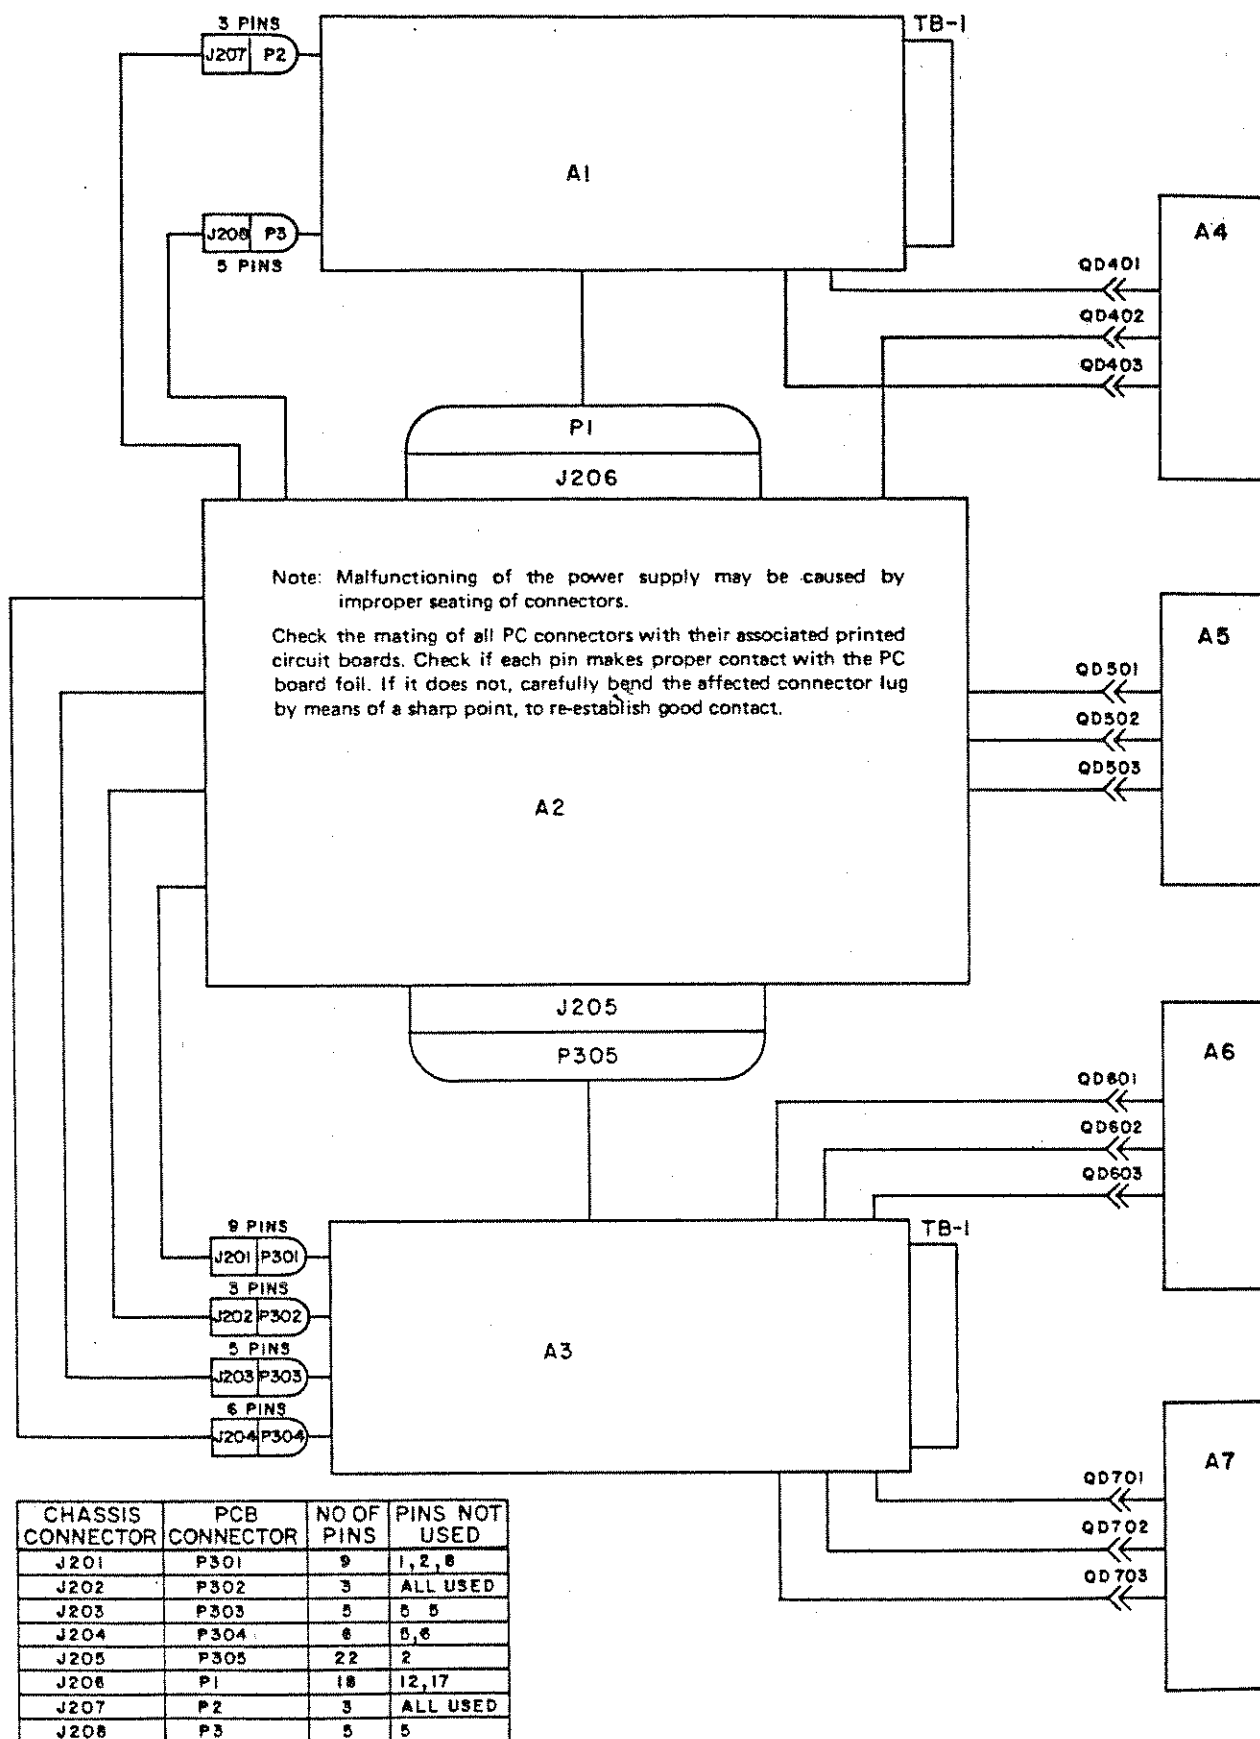 3 PINS
J207 P2
TB-1
A1
J208 P3
5 PINS
A4
QD401
QD402
QD403
P1
J206
Note: Malfunctioning of the power supply may be caused by
improper seating of connectors.
Check the mating of all PC connectors with their associated printed
circuit boards. Check if each pin makes proper contact with the PC
board foil. If it does not, carefully bend the affected connector lug
by means of a sharp point, to re-establish good contact.
A5
QD501
QD502
QD503
A2
J205
P305
A6
QD601
QD602
QD603
9 PINS
J201 P301
3 PINS
J202 P302
5 PINS
J203 P303
6 PINS
J204 P304
TB-1
A3
A7
QD701
QD702
QD703
CHASSIS CONNECTOR PCB CONNECTOR NO OF PINS PINS NOT USED
J201 P301 9 1,2,8
J202 P302 3 ALL USED
J203 P303 5 5 5
J204 P304 6 5,6
J205 P305 22 2
J206 P1 18 12,17
J207 P2 3 ALL USED
J208 P3 5 5